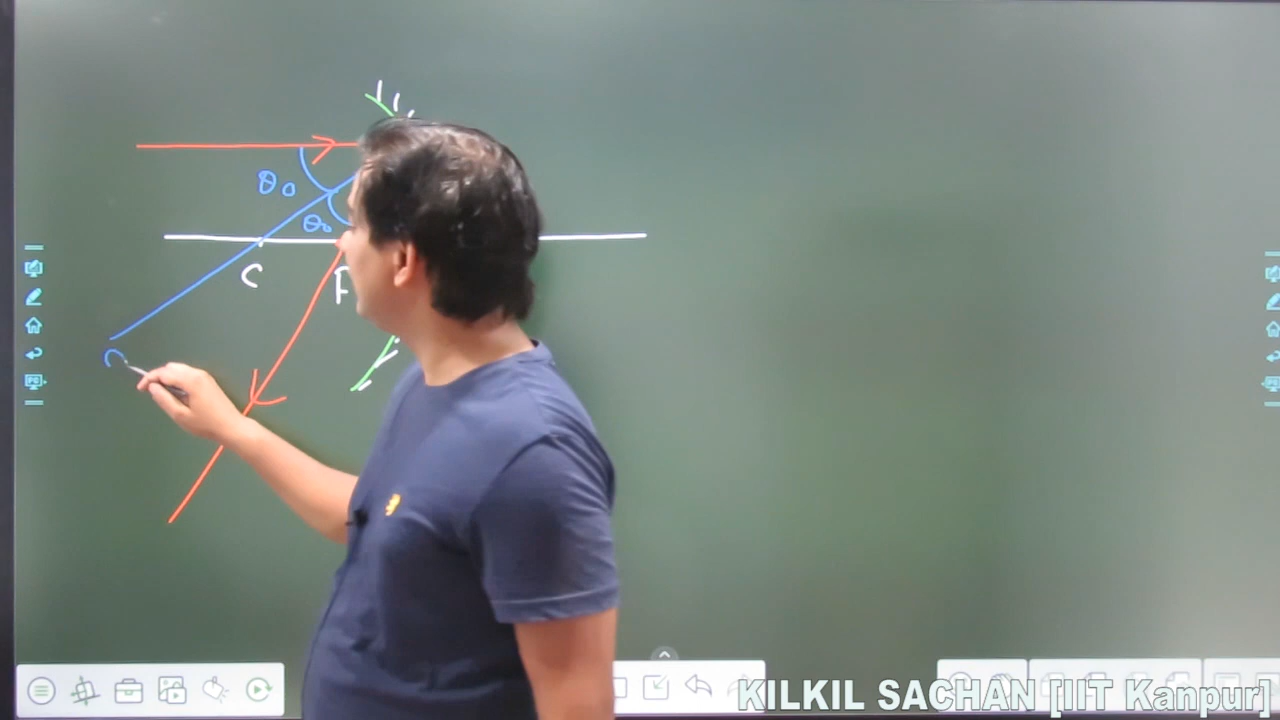 θ₀
θ₀
C
F
KILKIL SACHAN [IIT Kanpur]